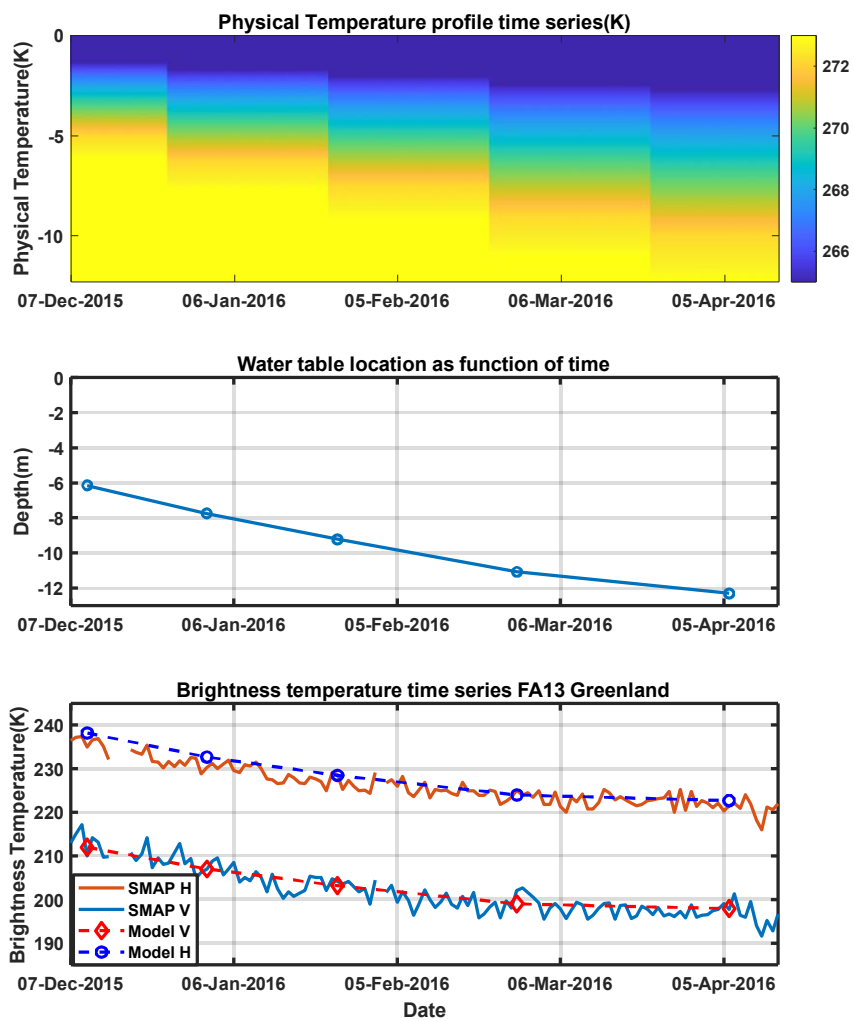 Physical Temperature profile time series(K)
Physical Temperature(K)
0
-5
-10
272
270
268
266
07-Dec-2015
06-Jan-2016
05-Feb-2016
06-Mar-2016
05-Apr-2016
Water table location as function of time
Depth(m)
0
-2
-4
-6
-8
-10
-12
07-Dec-2015
06-Jan-2016
05-Feb-2016
06-Mar-2016
05-Apr-2016
Brightness temperature time series FA13 Greenland
Brightness Temperature(K)
240
230
220
210
200
190
SMAP H
SMAP V
Model V
Model H
07-Dec-2015
06-Jan-2016
05-Feb-2016
06-Mar-2016
05-Apr-2016
Date